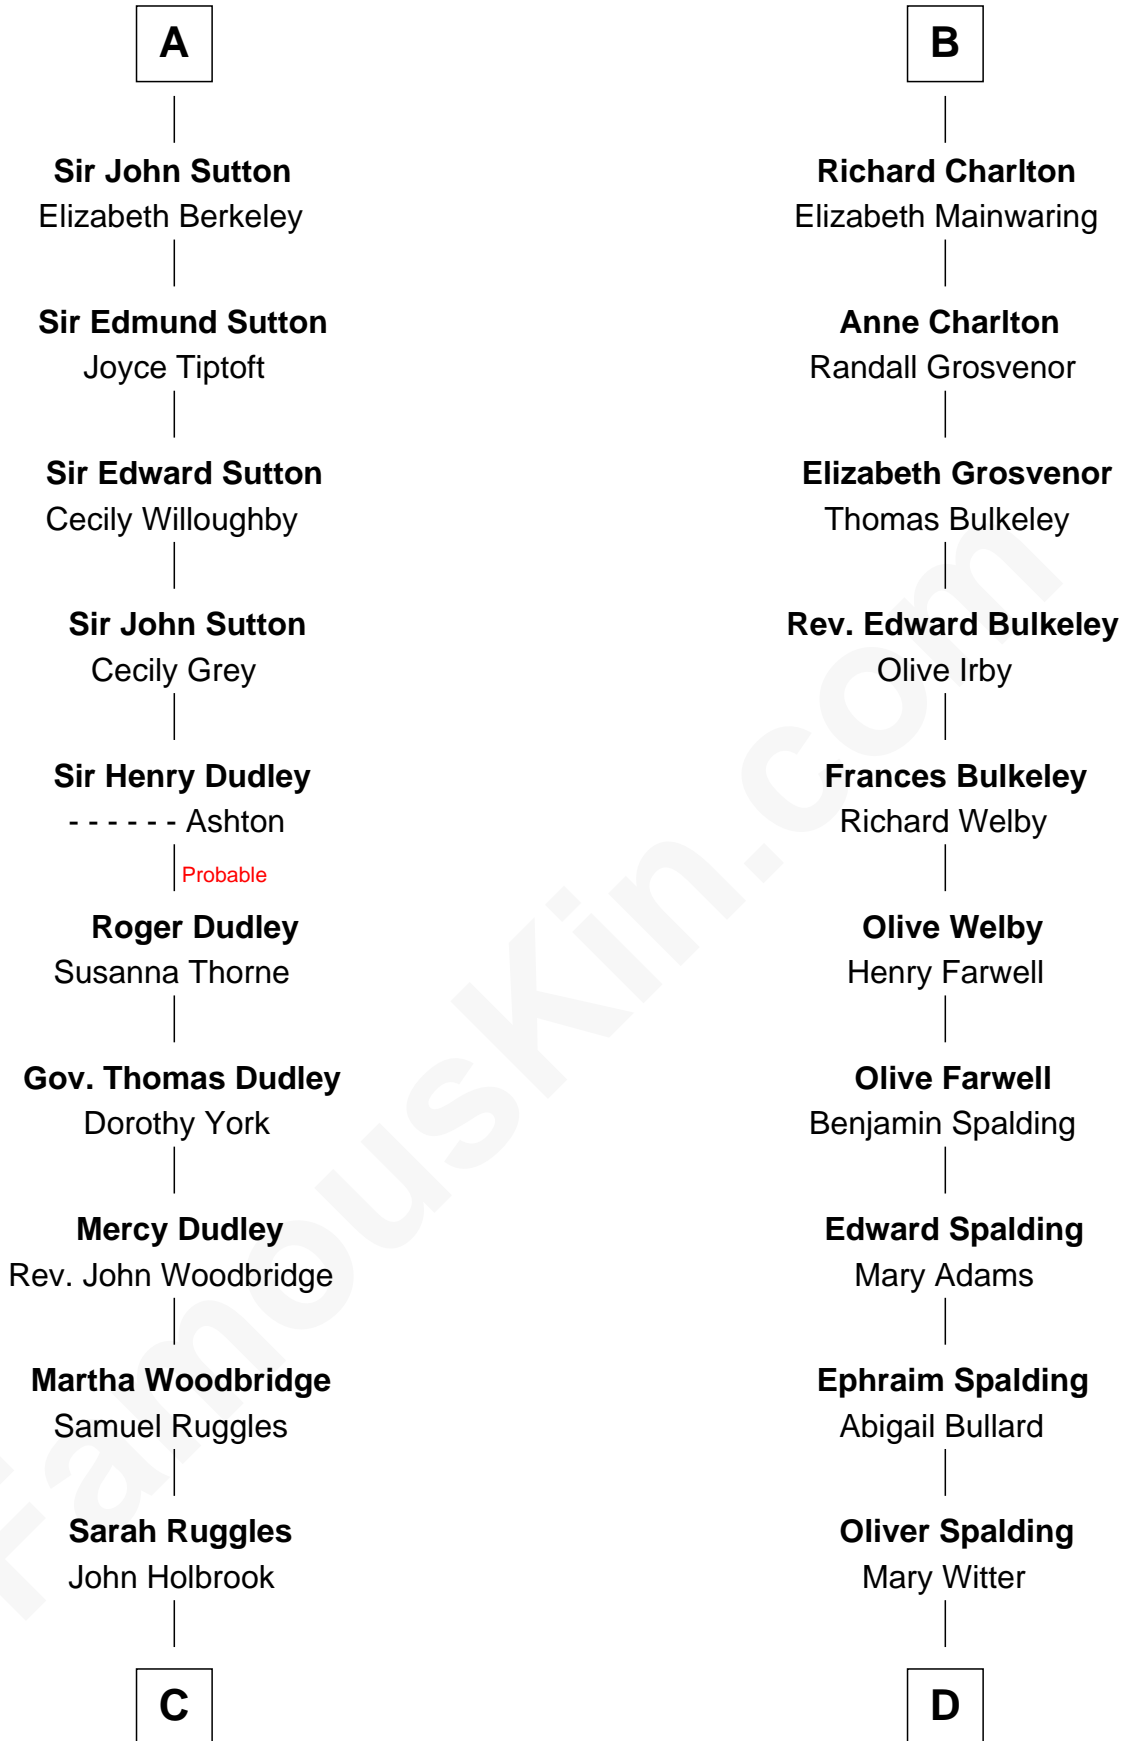 A
Sir John Sutton
Elizabeth Berkeley
Sir Edmund Sutton
Joyce Tiptoft
Sir Edward Sutton
Cecily Willoughby
Sir John Sutton
Cecily Grey
Sir Henry Dudley
- - - - - - Ashton
Probable
Roger Dudley
Susanna Thorne
Gov. Thomas Dudley
Dorothy York
Mercy Dudley
Rev. John Woodbridge
Martha Woodbridge
Samuel Ruggles
Sarah Ruggles
John Holbrook
C
B
Richard Charlton
Elizabeth Mainwaring
Anne Charlton
Randall Grosvenor
Elizabeth Grosvenor
Thomas Bulkeley
Rev. Edward Bulkeley
Olive Irby
Frances Bulkeley
Richard Welby
Olive Welby
Henry Farwell
Olive Farwell
Benjamin Spalding
Edward Spalding
Mary Adams
Ephraim Spalding
Abigail Bullard
Oliver Spalding
Mary Witter
D
FamousKin.com